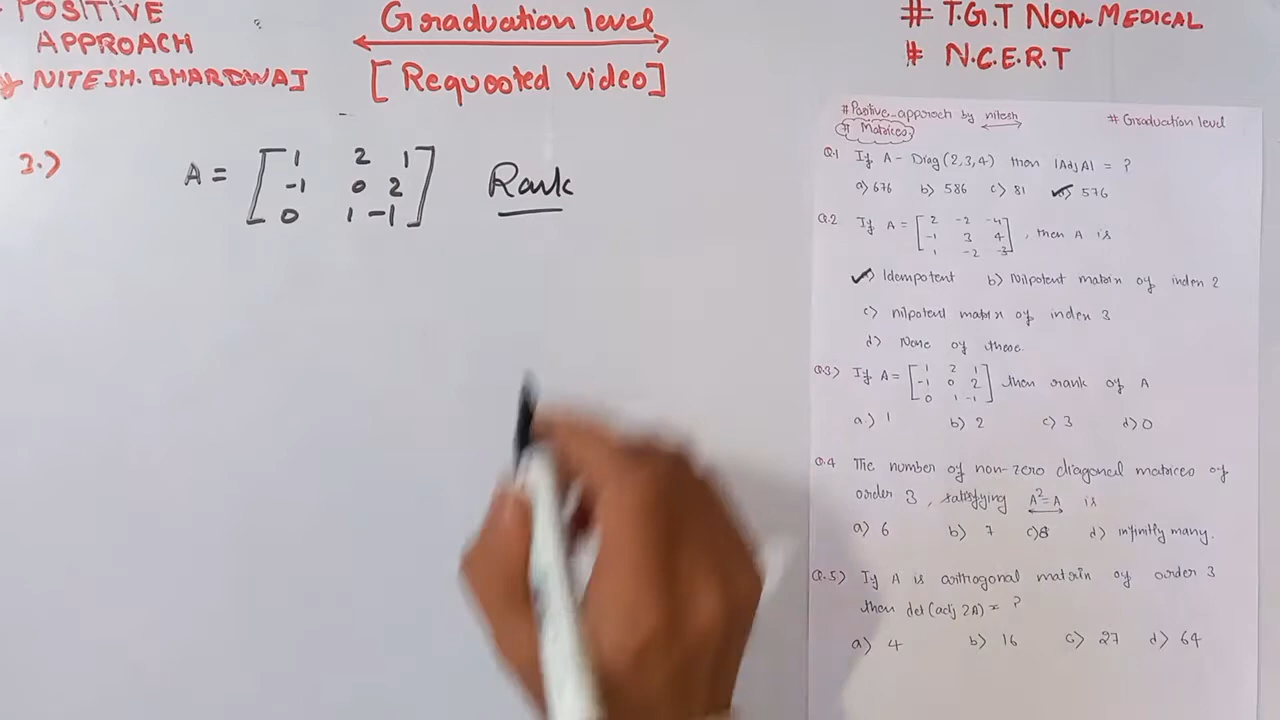 POSITIVE
APPROACH
NITESH.BHARDWAJ
Graduation level
[Requested video]
# T.G.T NON-MEDICAL
# N.C.E.R.T
3.)
A = [1 2 1
-1 0 2
0 1 -1]
Rank
#Positive_approach by nitesh
# Graduation level
# Matrices
Q.1 If A - Diag(2,3,4) then |AdjA| = ?
a) 676 b) 586 c) 81 576
Q.2 If A = [2 -2 -4
-1 3 4
1 -2 -3], then A is
Idempotent b) Nilpotent matrix of index 2
c) nilpotent matrix of index 3
d) None of these.
Q.3) If A = [1 2 1
-1 0 2
0 1 -1] then rank of A
a.) 1 b) 2 c) 3 d) 0
Q.4 The number of non-zero diagonal matrices of
order 3, satisfying A²=A is
a) 6 b) 7 c) 8 d) infinitly many.
Q.5) If A is orthogonal matrix of order 3
then det(adj 2A) = ?
a) 4 b) 16 c) 27 d) 64